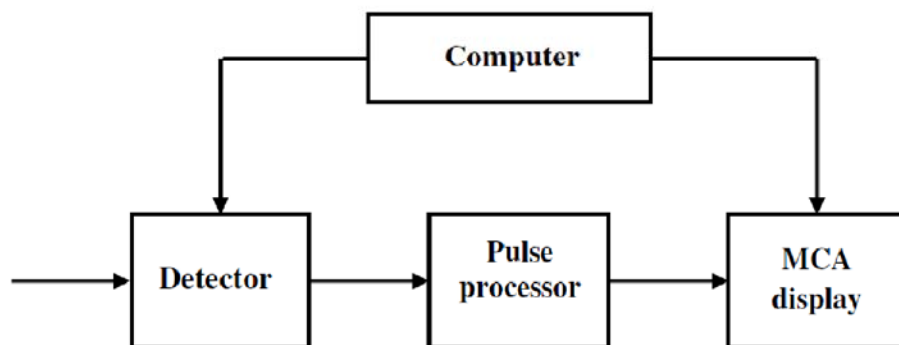 Computer
Detector
Pulse
processor
MCA
display